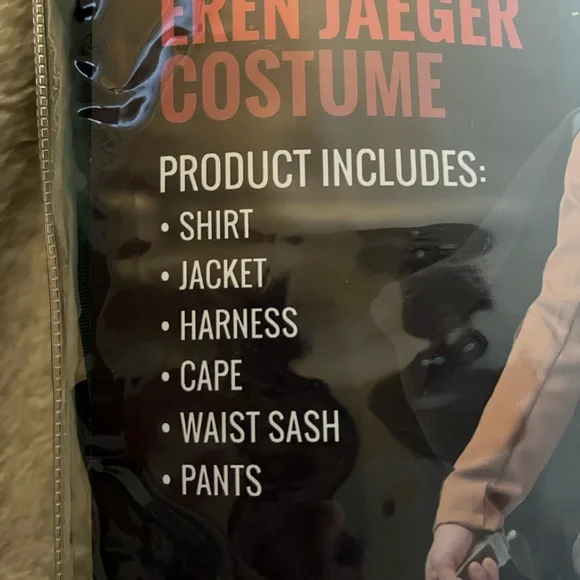 EREN JAEGER
COSTUME
PRODUCT INCLUDES:
• SHIRT
• JACKET
• HARNESS
• CAPE
• WAIST SASH
• PANTS